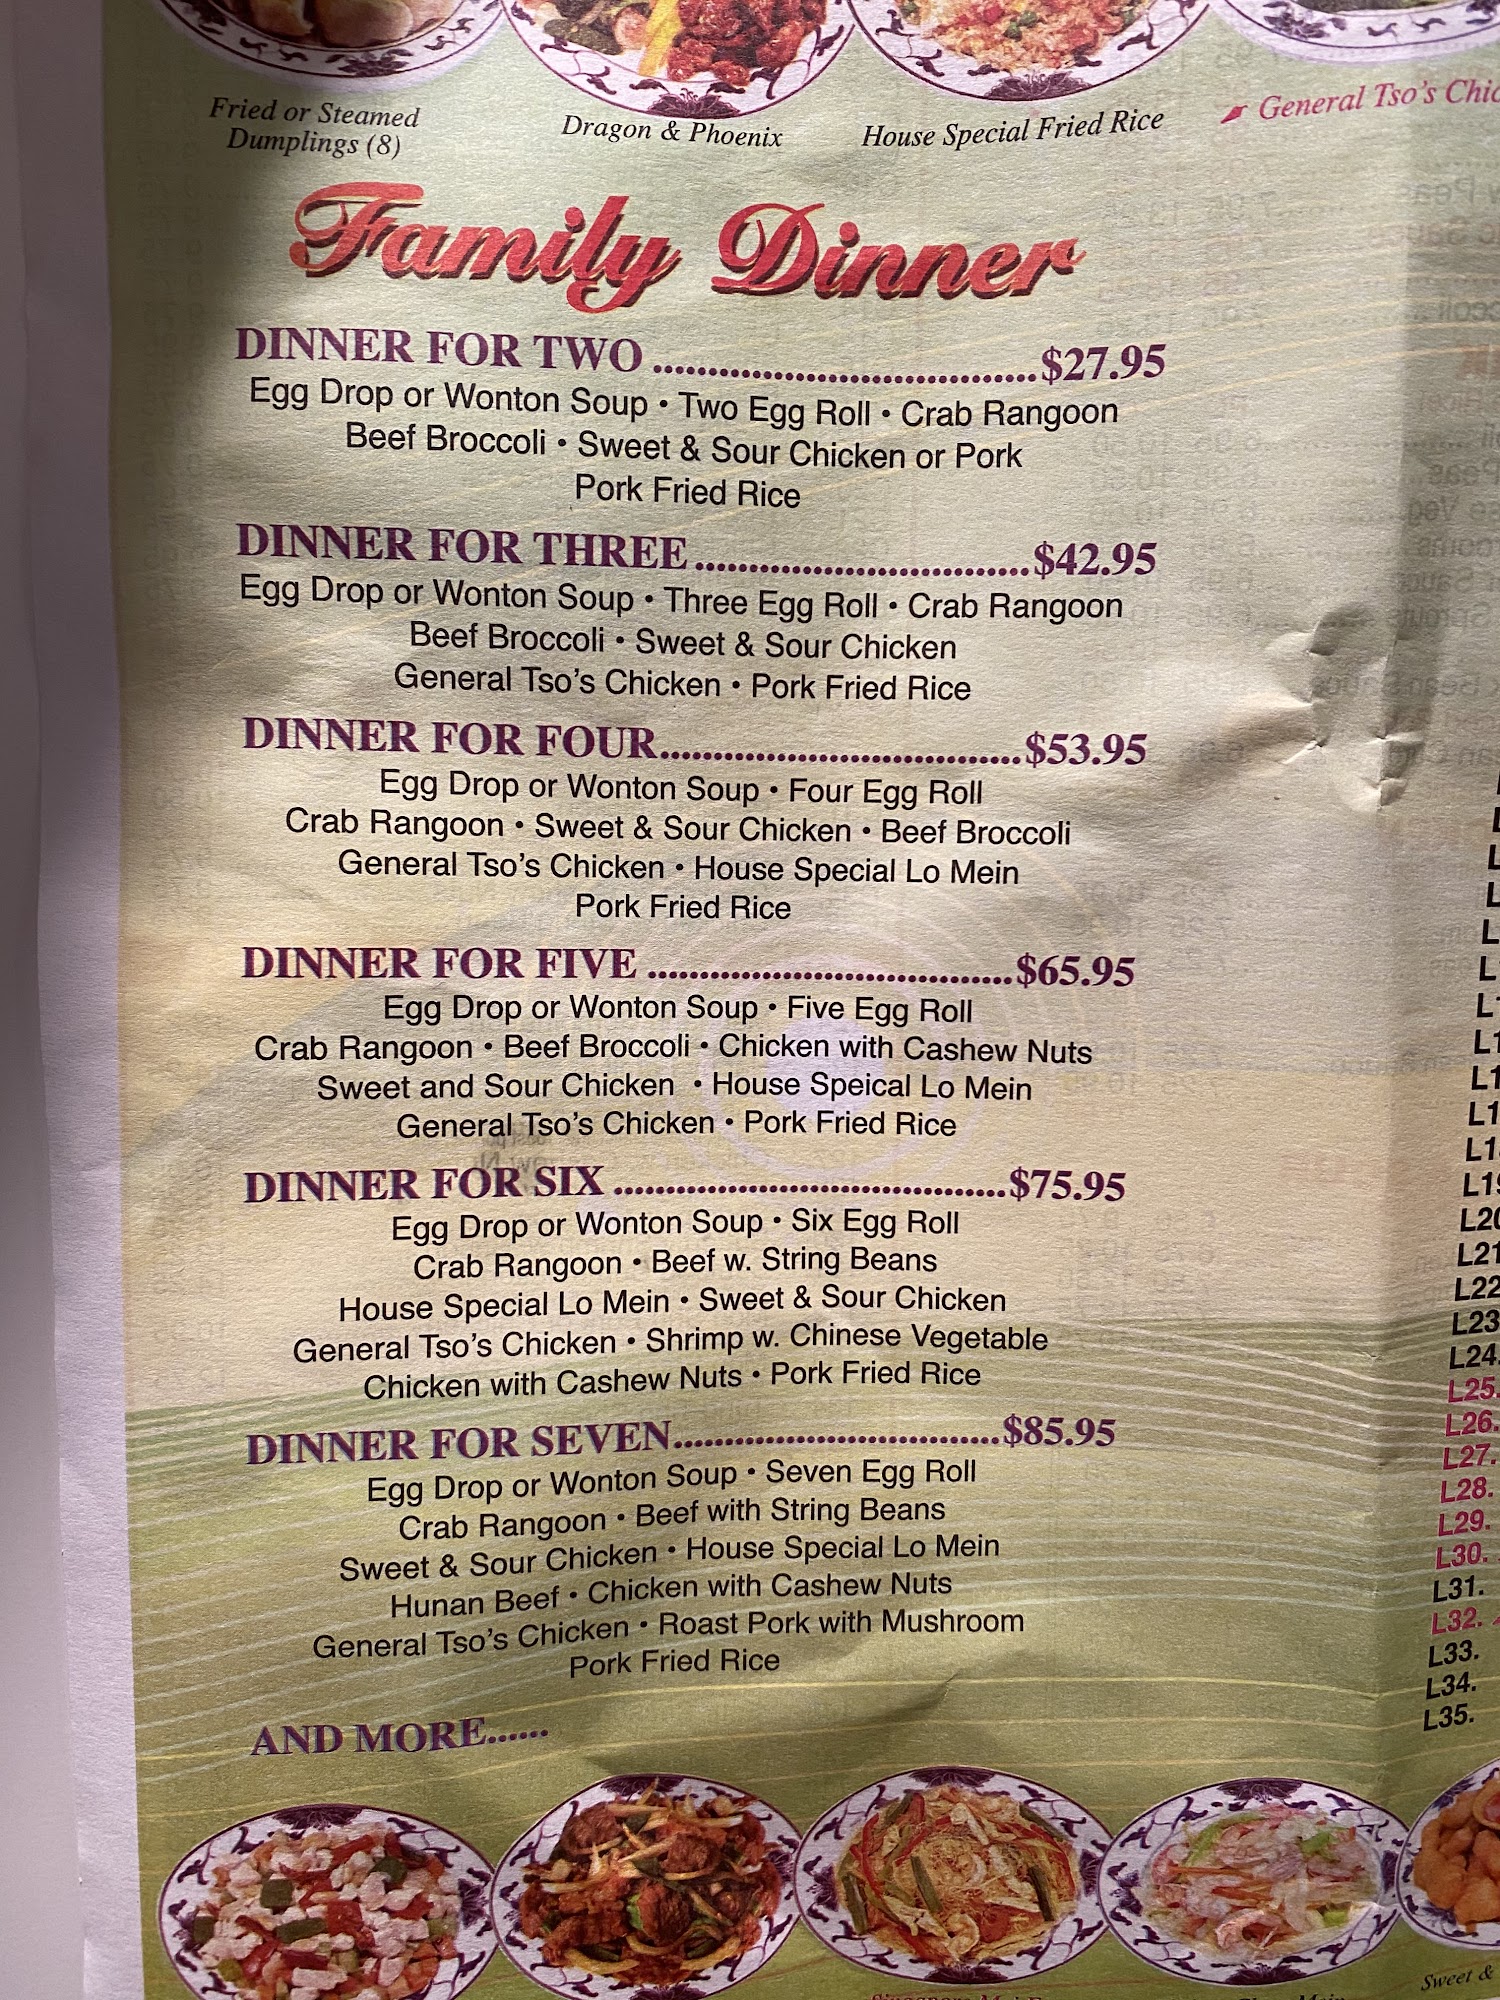 Fried or Steamed
Dumplings (8)
Dragon & Phoenix
House Special Fried Rice
General Tso's
Family Dinner
DINNER FOR TWO ....................................$27.95
Egg Drop or Wonton Soup • Two Egg Roll • Crab Rangoon
Beef Broccoli • Sweet & Sour Chicken or Pork
Pork Fried Rice
DINNER FOR THREE................................$42.95
Egg Drop or Wonton Soup • Three Egg Roll • Crab Rangoon
Beef Broccoli • Sweet & Sour Chicken
General Tso's Chicken • Pork Fried Rice
DINNER FOR FOUR..................................$53.95
Egg Drop or Wonton Soup • Four Egg Roll
Crab Rangoon • Sweet & Sour Chicken • Beef Broccoli
General Tso's Chicken • House Special Lo Mein
Pork Fried Rice
DINNER FOR FIVE ..................................$65.95
Egg Drop or Wonton Soup • Five Egg Roll
Crab Rangoon • Beef Broccoli • Chicken with Cashew Nuts
Sweet and Sour Chicken • House Speical Lo Mein
General Tso's Chicken • Pork Fried Rice
DINNER FOR SIX .....................................$75.95
Egg Drop or Wonton Soup • Six Egg Roll
Crab Rangoon • Beef w. String Beans
House Special Lo Mein • Sweet & Sour Chicken
General Tso's Chicken • Shrimp w. Chinese Vegetable
Chicken with Cashew Nuts • Pork Fried Rice
DINNER FOR SEVEN...............................$85.95
Egg Drop or Wonton Soup • Seven Egg Roll
Crab Rangoon • Beef with String Beans
Sweet & Sour Chicken • House Special Lo Mein
Hunan Beef • Chicken with Cashew Nuts
General Tso's Chicken • Roast Pork with Mushroom
Pork Fried Rice
AND MORE......
L20
L21
L22
L23
L24.
L25.
L26.
L27.
L28.
L29.
L30.
L31.
L32.
L33.
L34.
L35.
Sweet &